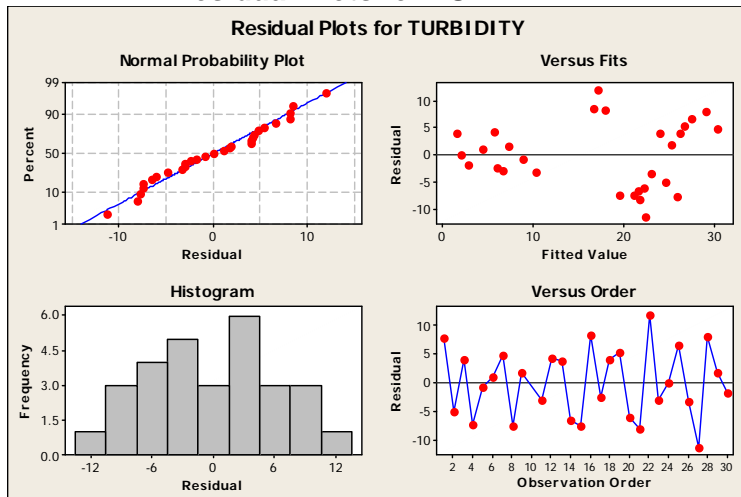 Residual Plots for TURBIDITY
Normal Probability Plot
Versus Fits
99
90
50
10
1
Percent
-10
0
10
Residual
10
5
0
-5
-10
Residual
0
10
20
30
Fitted Value
Histogram
Versus Order
6.0
4.5
3.0
1.5
0.0
Frequency
-12
-6
0
6
12
Residual
10
5
0
-5
-10
Residual
2 4 6 8 10 12 14 16 18 20 22 24 26 28 30
Observation Order